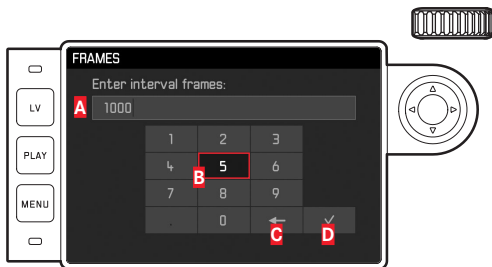 FRAMES
Enter interval frames:
A 1000
LV
1 2 3
PLAY
4 5 6
B
7 8 9
MENU
. 0 ← ✓
C D